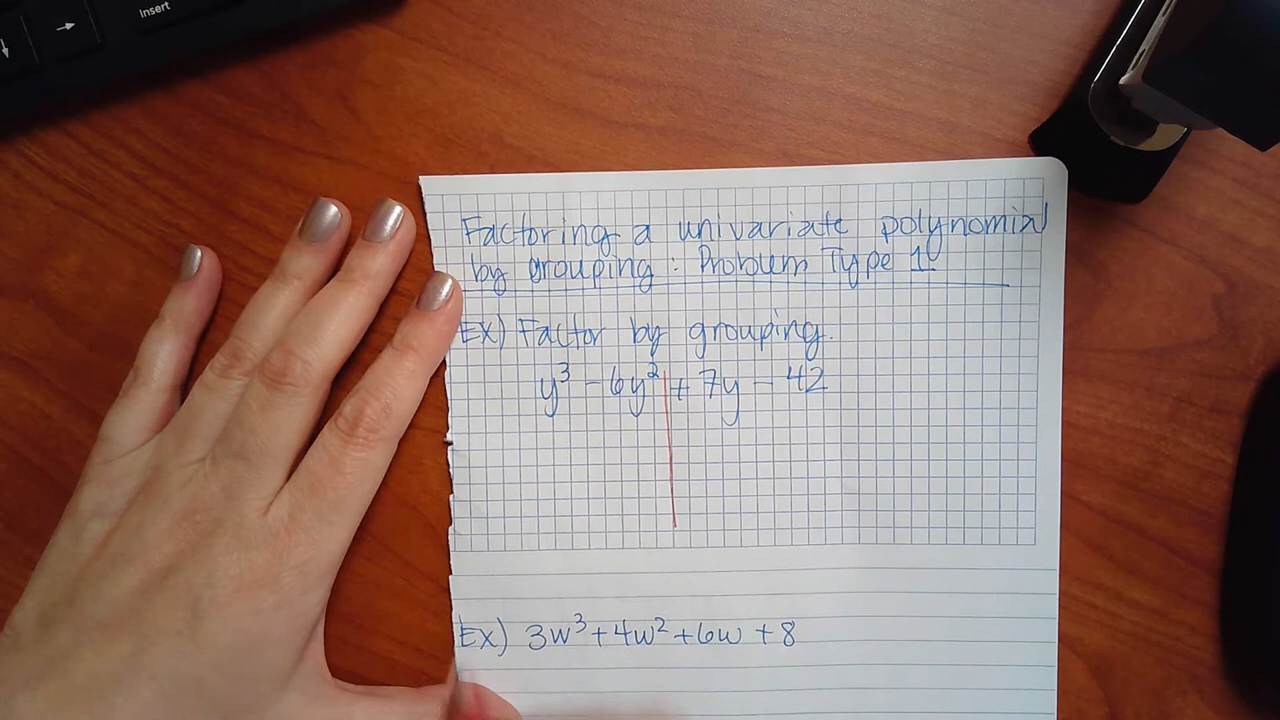 Insert
Factoring a univariate polynomial
by grouping: Problem Type 1
Ex) Factor by grouping.
y³ - 6y² + 7y - 42
Ex) 3w³ + 4w² + 6w + 8